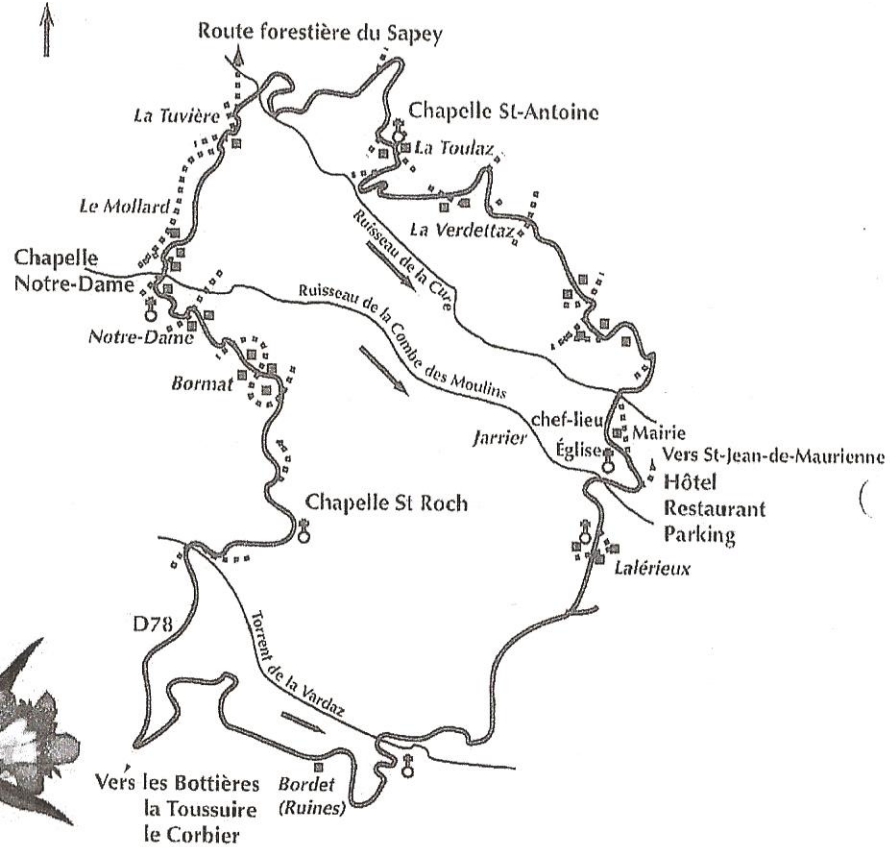 Route forestière du Sapey
La Tuvière
Chapelle St-Antoine
La Toulaz
Le Mollard
La Verdettaz
Ruisseau de la Cure
Chapelle
Notre-Dame
Ruisseau de la Combe des Moulins
Notre-Dame
Bormat
chef-lieu
Jarrier
Mairie
Église
Vers St-Jean-de-Maurienne
Hôtel
Restaurant
Parking
Chapelle St Roch
Lalérieux
D78
Torrent de la Vardaz
Vers les Bottières
la Toussuire
le Corbier
Bordet
(Ruines)